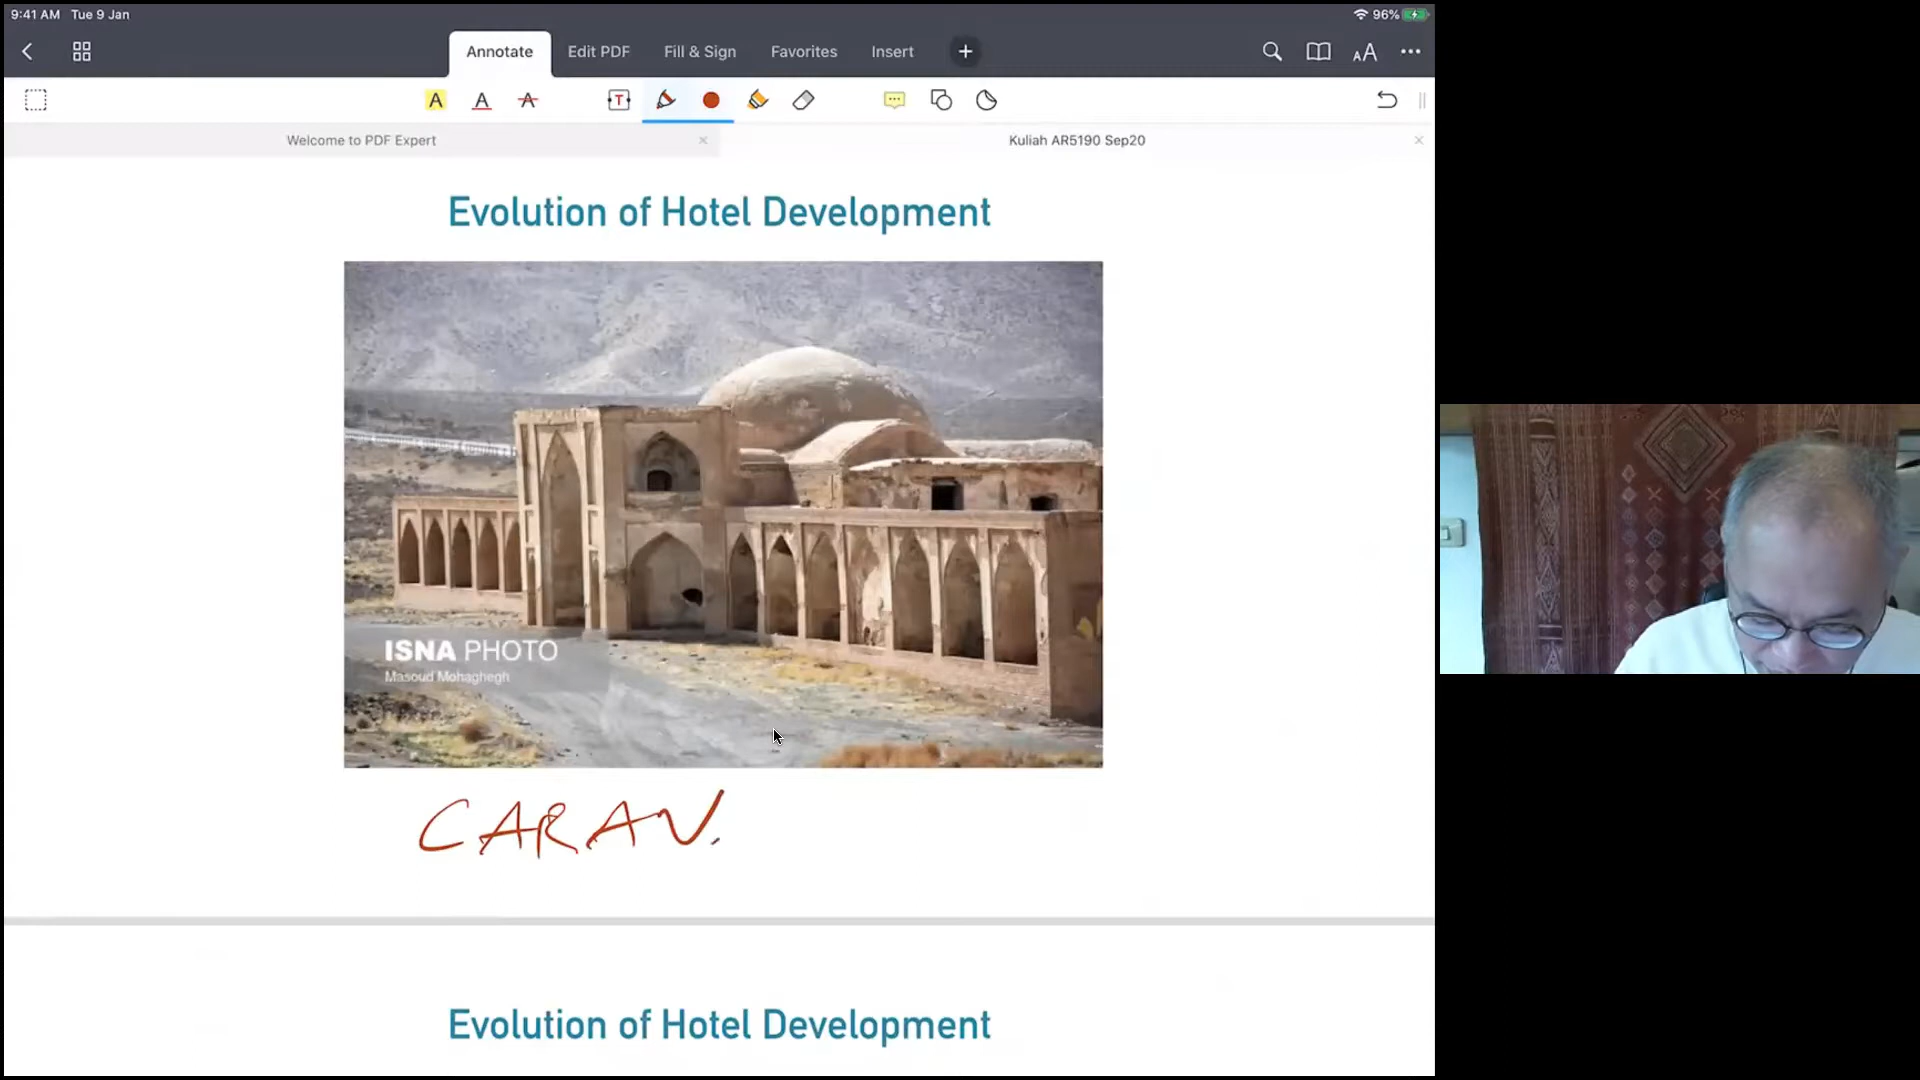 9:41 AM Tue 9 Jan
96%
Annotate Edit PDF Fill & Sign Favorites Insert
Welcome to PDF Expert
Kuliah AR5190 Sep20
Evolution of Hotel Development
ISNA PHOTO
Masoud Mohaghegh
CARAV
Evolution of Hotel Development